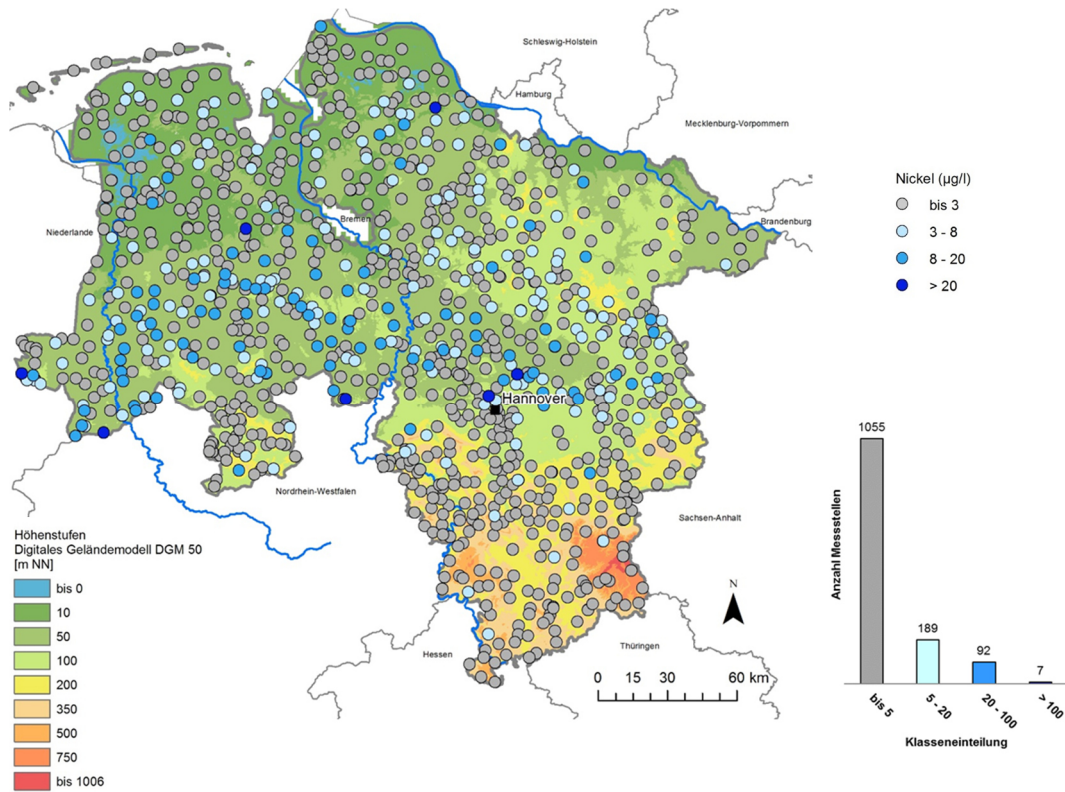 Schleswig-Holstein
Hamburg
Mecklenburg-Vorpommern
Nickel (µg/l)
bis 3
3 - 8
8 - 20
> 20
Niederlande
Bremen
Brandenburg
Hannover
Nordrhein-Westfalen
Sachsen-Anhalt
Hessen
Thüringen
N
0 15 30 60 km
Höhenstufen
Digitales Geländemodell DGM 50
[m NN]
bis 0
10
50
100
200
350
500
750
bis 1006
Anzahl Messstellen
1055
189
92
7
bis 5
5 - 20
20 - 100
> 100
Klasseneinteilung